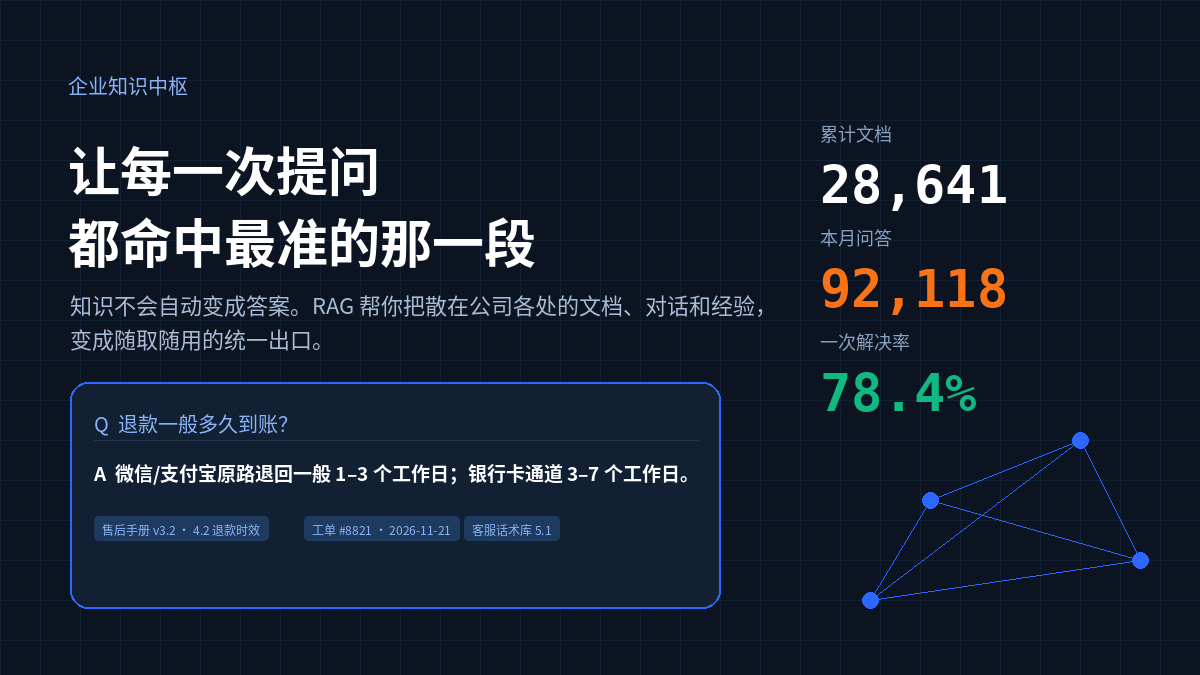 企业知识中枢
让每一次提问
都命中最准的那一段
知识不会自动变成答案。RAG 帮你把散在公司各处的文档、对话和经验，
变成随取随用的统一出口。
Q 退款一般多久到账？
A 微信/支付宝原路退回一般 1–3 个工作日；银行卡通道 3–7 个工作日。
售后手册 v3.2 · 4.2 退款时效
工单 #8821 · 2026-11-21
客服话术库 5.1
累计文档
28,641
本月问答
92,118
一次解决率
78.4%